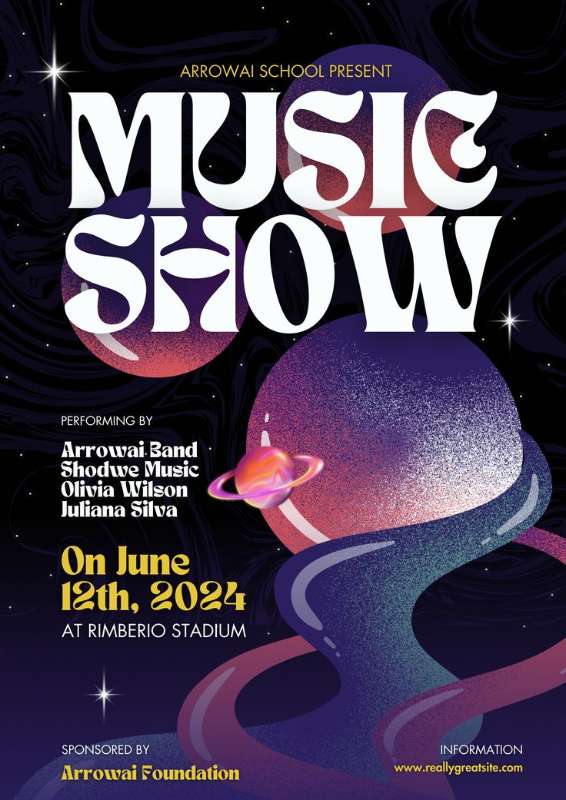 ARROWAI SCHOOL PRESENT
MUSIC
SHOW
PERFORMING BY
Arrowai Band
Shodwe Music
Olivia Wilson
Juliana Silva
On June
12th, 2024
AT RIMBERIO STADIUM
SPONSORED BY
Arrowai Foundation
INFORMATION
www.reallygreatsite.com